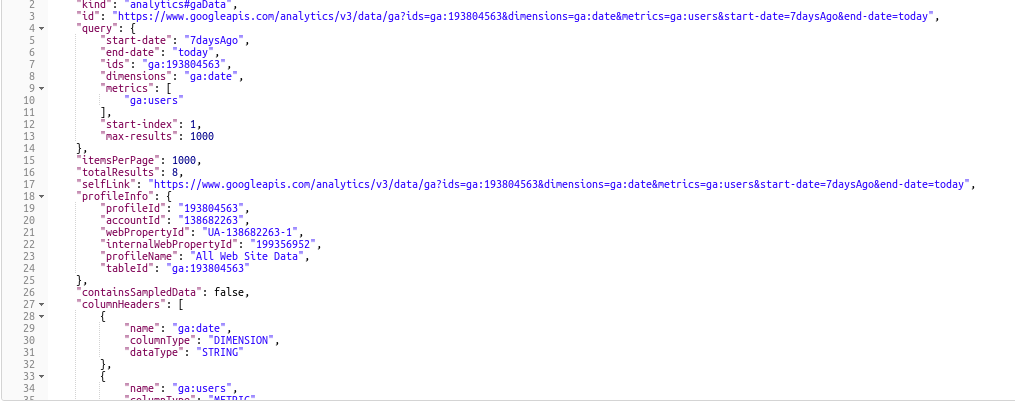 2 "kind": "analytics#gaData",
3 "id": "https://www.googleapis.com/analytics/v3/data/ga?ids=ga:193804563&dimensions=ga:date&metrics=ga:users&start-date=7daysAgo&end-date=today",
4 "query": {
5 "start-date": "7daysAgo",
6 "end-date": "today",
7 "ids": "ga:193804563",
8 "dimensions": "ga:date",
9 "metrics": [
10 "ga:users"
11 ],
12 "start-index": 1,
13 "max-results": 1000
14 },
15 "itemsPerPage": 1000,
16 "totalResults": 8,
17 "selfLink": "https://www.googleapis.com/analytics/v3/data/ga?ids=ga:193804563&dimensions=ga:date&metrics=ga:users&start-date=7daysAgo&end-date=today",
18 "profileInfo": {
19 "profileId": "193804563",
20 "accountId": "138682263",
21 "webPropertyId": "UA-138682263-1",
22 "internalWebPropertyId": "199356952",
23 "profileName": "All Web Site Data",
24 "tableId": "ga:193804563"
25 },
26 "containsSampledData": false,
27 "columnHeaders": [
28 {
29 "name": "ga:date",
30 "columnType": "DIMENSION",
31 "dataType": "STRING"
32 },
33 {
34 "name": "ga:users",
35 "columnType": "METRIC",